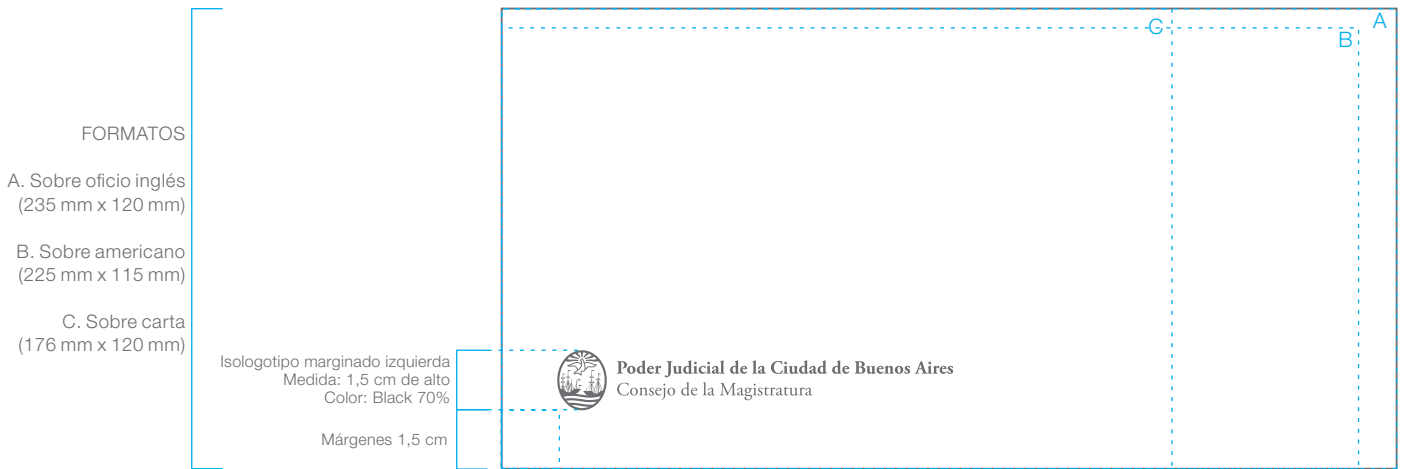 FORMATOS
A. Sobre oficio inglés
(235 mm x 120 mm)
B. Sobre americano
(225 mm x 115 mm)
C. Sobre carta
(176 mm x 120 mm)
Isologotipo marginado izquierda
Medida: 1,5 cm de alto
Color: Black 70%
Márgenes 1,5 cm
C
A
B
Poder Judicial de la Ciudad de Buenos Aires
Consejo de la Magistratura